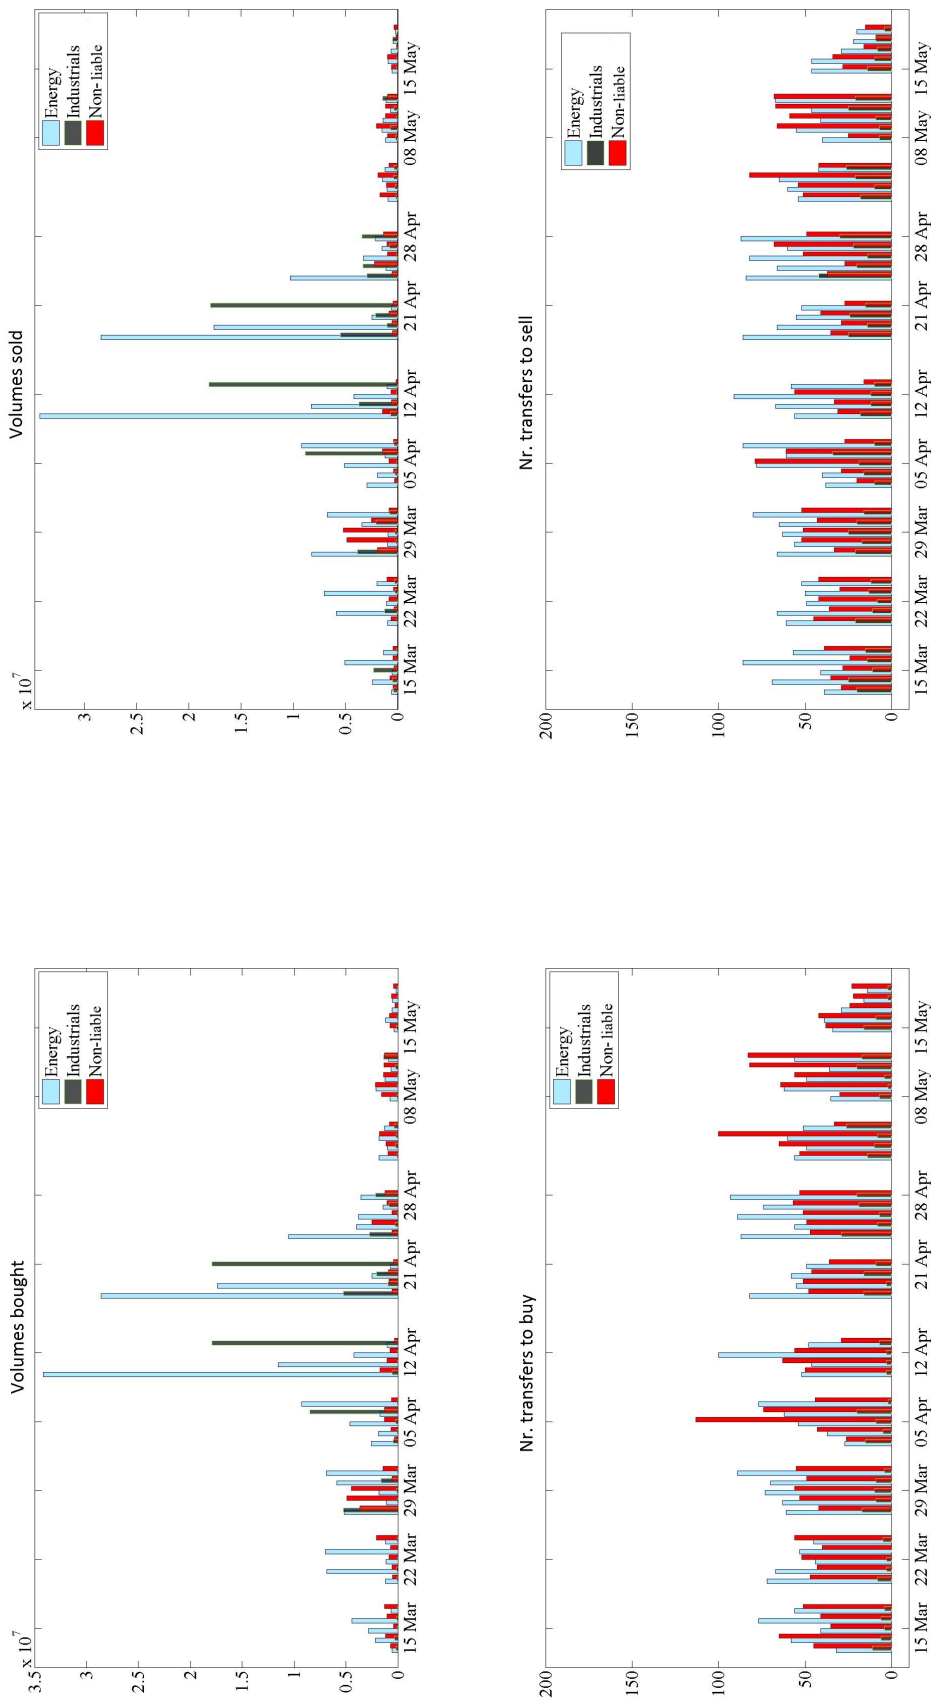 Volumes bought
x 10^7
3.5
3
2.5
2
1.5
1
0.5
0
15 Mar 22 Mar 29 Mar 05 Apr 12 Apr 21 Apr 28 Apr 08 May 15 May
Energy
Industrials
Non-liable
Volumes sold
x 10^7
3
2.5
2
1.5
1
0.5
0
15 Mar 22 Mar 29 Mar 05 Apr 12 Apr 21 Apr 28 Apr 08 May 15 May
Energy
Industrials
Non-liable
Nr. transfers to buy
200
150
100
50
0
15 Mar 22 Mar 29 Mar 05 Apr 12 Apr 21 Apr 28 Apr 08 May 15 May
Energy
Industrials
Non-liable
Nr. transfers to sell
200
150
100
50
0
15 Mar 22 Mar 29 Mar 05 Apr 12 Apr 21 Apr 28 Apr 08 May 15 May
Energy
Industrials
Non-liable